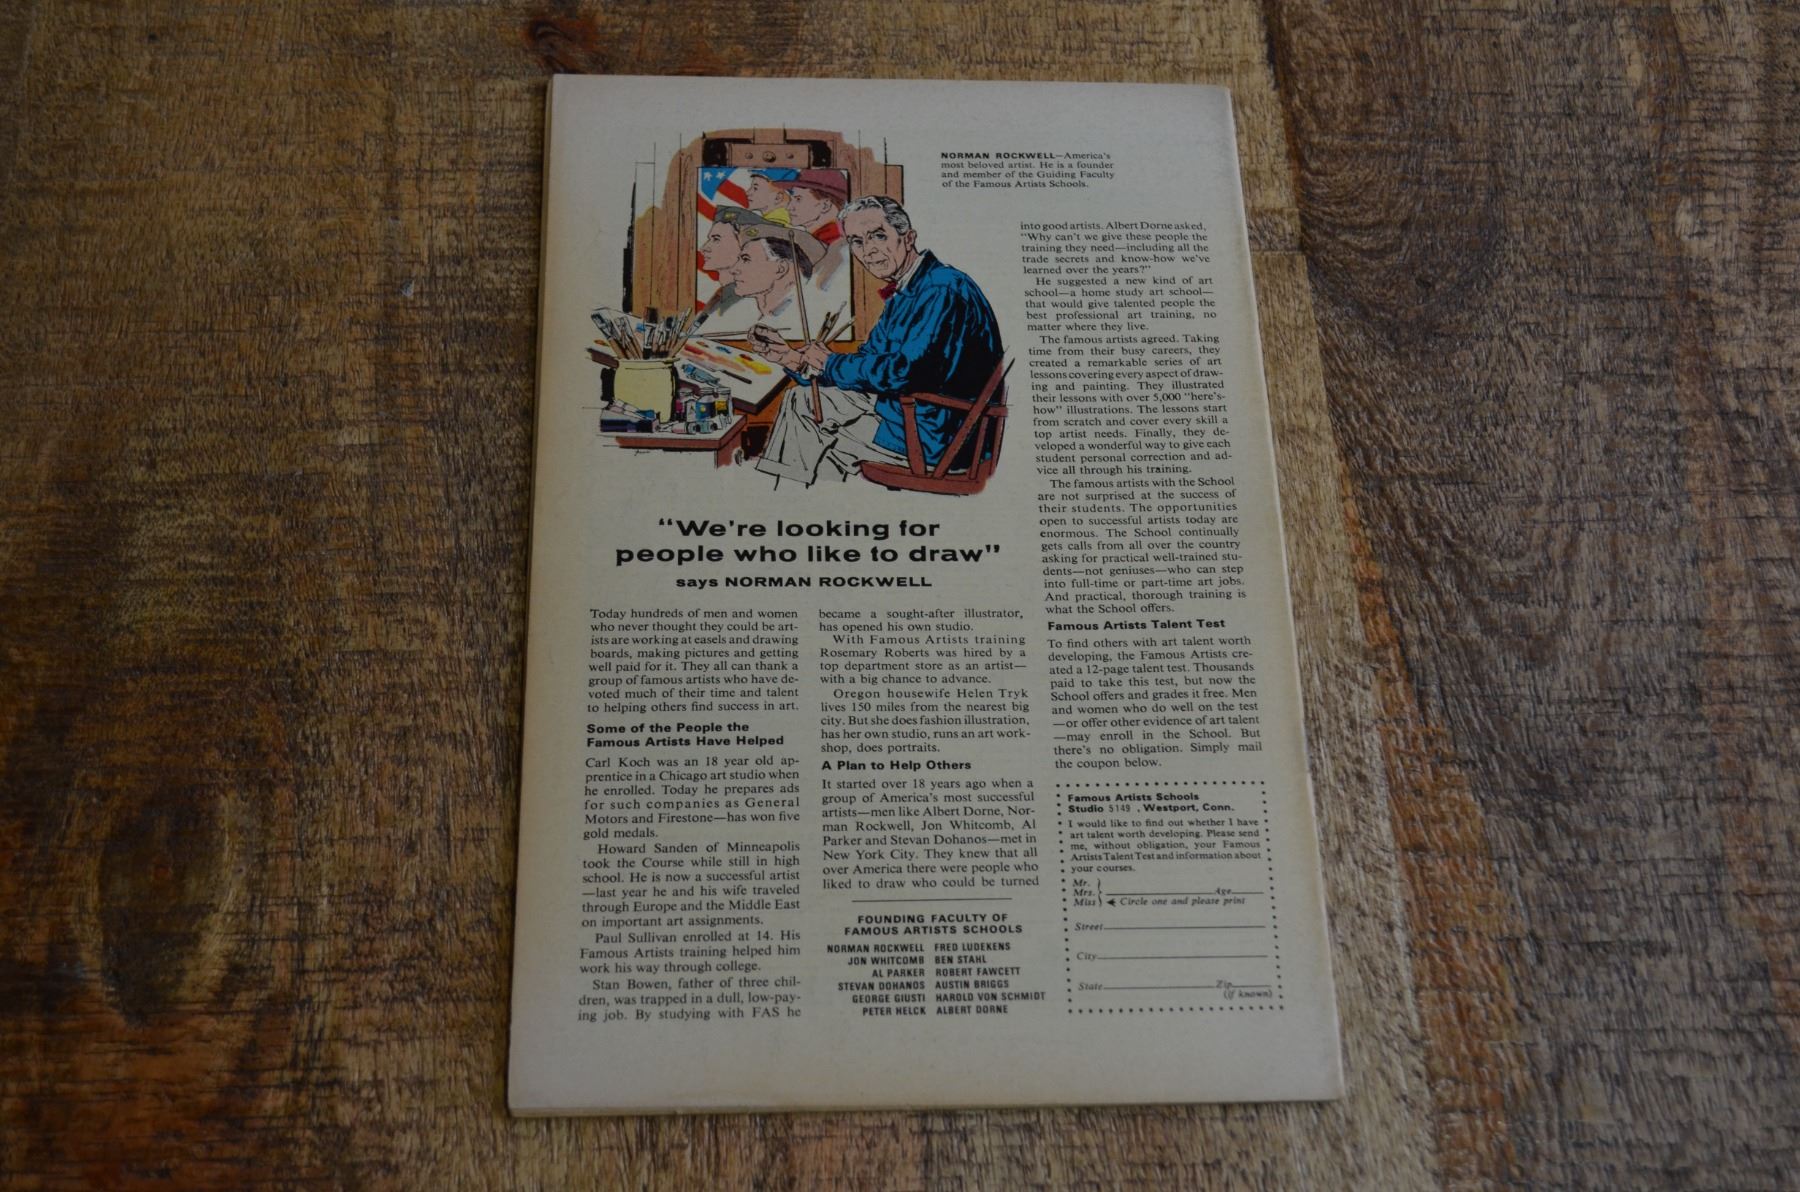 NORMAN ROCKWELL—America's
most beloved artist. He is a founder
and member of the Guiding Faculty
of the Famous Artists Schools.
"We're looking for
people who like to draw"
says NORMAN ROCKWELL
Today hundreds of men and women
who never thought they could be art-
ists are working at easels and drawing
boards, making pictures and getting
well paid for it. They all can thank a
group of famous artists who have de-
voted much of their time and talent
to helping others find success in art.
Some of the People the
Famous Artists Have Helped
Carl Koch was an 18 year old ap-
prentice in a Chicago art studio when
he enrolled. Today he prepares ads
for such companies as General
Motors and Firestone—has won five
gold medals.
Howard Sanden of Minneapolis
took the Course while still in high
school. He is now a successful artist
—last year he and his wife traveled
through Europe and the Middle East
on important art assignments.
Paul Sullivan enrolled at 14. His
Famous Artists training helped him
work his way through college.
Stan Bowen, father of three chil-
dren, was trapped in a dull, low-pay-
ing job. By studying with FAS he
became a sought-after illustrator,
has opened his own studio.
With Famous Artists training
Rosemary Roberts was hired by a
top department store as an artist—
with a big chance to advance.
Oregon housewife Helen Tryk
lives 150 miles from the nearest big
city. But she does fashion illustration,
has her own studio, runs an art work-
shop, does portraits.
A Plan to Help Others
It started over 18 years ago when a
group of America's most successful
artists—men like Albert Dorne, Nor-
man Rockwell, Jon Whitcomb, Al
Parker and Stevan Dohanos—met in
New York City. They knew that all
over America there were people who
liked to draw who could be turned
into good artists. Albert Dorne asked,
"Why can't we give these people the
training they need—including all the
trade secrets and know-how we've
learned over the years?"
He suggested a new kind of art
school—a home study art school—
that would give talented people the
best professional art training, no
matter where they live.
The famous artists agreed. Taking
time from their busy careers, they
created a remarkable series of art
lessons covering every aspect of draw-
ing and painting. They illustrated
their lessons with over 5,000 "here's-
how" illustrations. The lessons start
from scratch and cover every skill a
top artist needs. Finally, they de-
veloped a wonderful way to give each
student personal correction and ad-
vice all through his training.
The famous artists with the School
are not surprised at the success of
their students. The opportunities
open to successful artists today are
enormous. The School continually
gets calls from all over the country
asking for practical well-trained stu-
dents—not geniuses—who can step
into full-time or part-time art jobs.
And practical, thorough training is
what the School offers.
Famous Artists Talent Test
To find others with art talent worth
developing, the Famous Artists cre-
ated a 12-page talent test. Thousands
paid to take this test, but now the
School offers and grades it free. Men
and women who do well on the test
—or offer other evidence of art talent
—may enroll in the School. But
there's no obligation. Simply mail
the coupon below.
FOUNDING FACULTY OF
FAMOUS ARTISTS SCHOOLS
NORMAN ROCKWELL FRED LUDEKENS
JON WHITCOMB BEN STAHL
AL PARKER ROBERT FAWCETT
STEVAN DOHANOS AUSTIN BRIGGS
GEORGE GIUSTI HAROLD VON SCHMIDT
PETER HELCK ALBERT DORNE
Famous Artists Schools
Studio 5149 , Westport, Conn.
I would like to find out whether I have
art talent worth developing. Please send
me, without obligation, your Famous
Artists Talent Test and information about
your courses.
Mr.
Mrs. Age
Miss Circle one and please print
Street
City
State Zip
(if known)